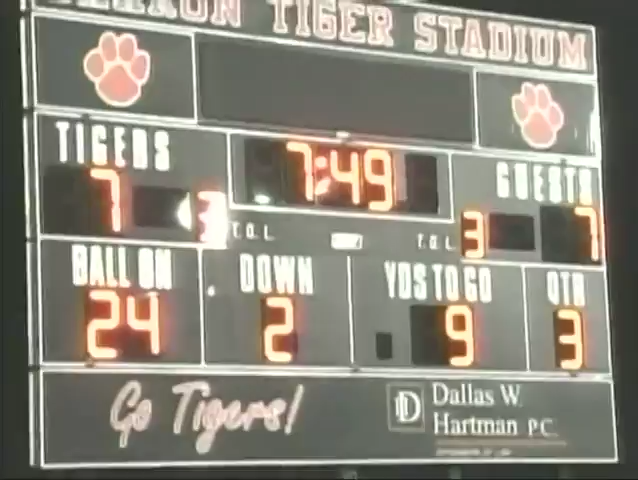 TIGER STADIUM
TIGERS 7:49 GUESTS
7 3 T.O.L. T.O.L. 3 7
BALL ON DOWN YDS TO GO QTR
24 2 9 3
Go Tigers! Dallas W.
Hartman P.C.